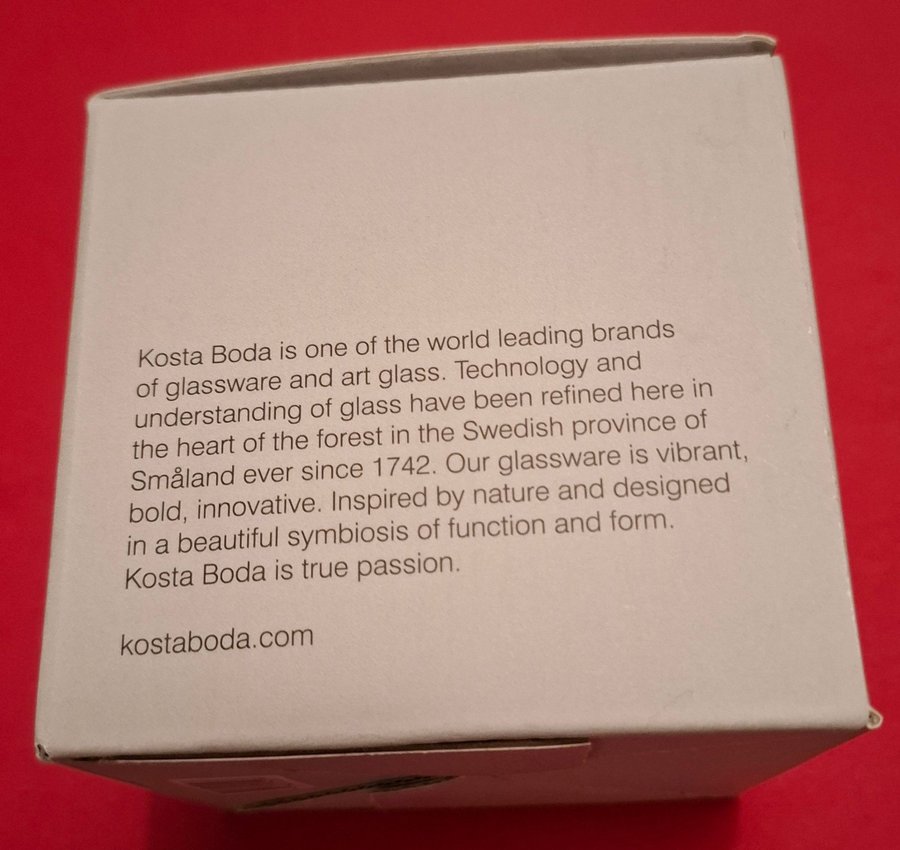 Kosta Boda is one of the world leading brands
of glassware and art glass. Technology and
understanding of glass have been refined here in
the heart of the forest in the Swedish province of
Småland ever since 1742. Our glassware is vibrant,
bold, innovative. Inspired by nature and designed
in a beautiful symbiosis of function and form.
Kosta Boda is true passion.
kostaboda.com